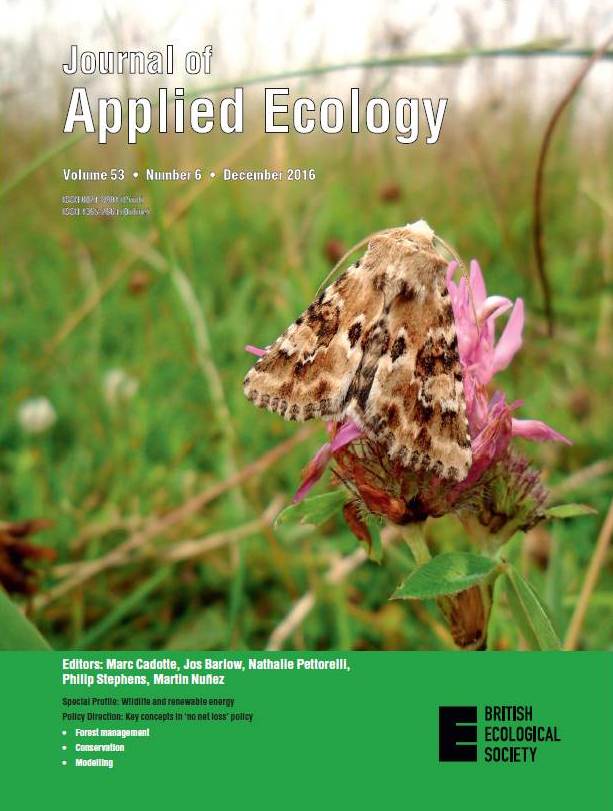 Journal of
Applied Ecology
Volume 53 • Number 6 • December 2016
Editors: Marc Cadotte, Jos Barlow, Nathalie Pettorelli,
Philip Stephens, Martin Nuñez
Special Profile: Wildlife and renewable energy
Policy Direction: Key concepts in 'no net loss' policy
• Forest management
• Conservation
• Modelling
BRITISH
ECOLOGICAL
SOCIETY